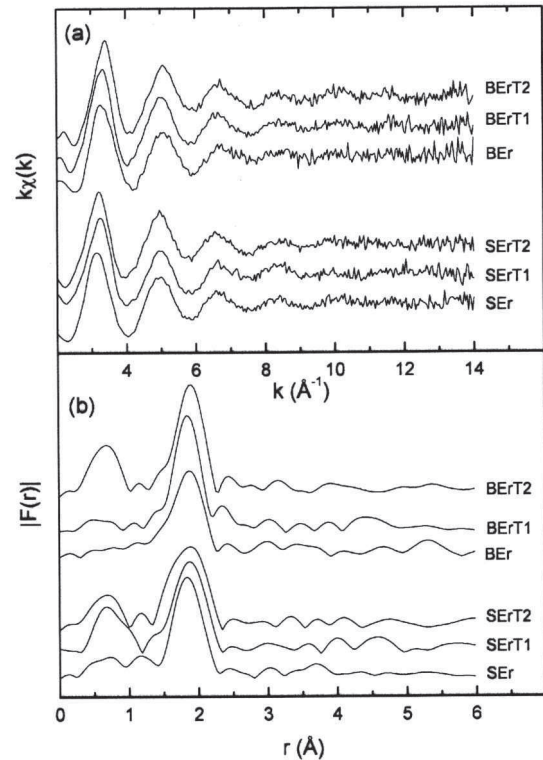 (a)
BErT2
BErT1
BEr
kχ(k)
SErT2
SErT1
SEr
4 6 8 10 12 14
k (Å⁻¹)
(b)
|F(r)|
BErT2
BErT1
BEr
SErT2
SErT1
SEr
0 1 2 3 4 5 6
r (Å)